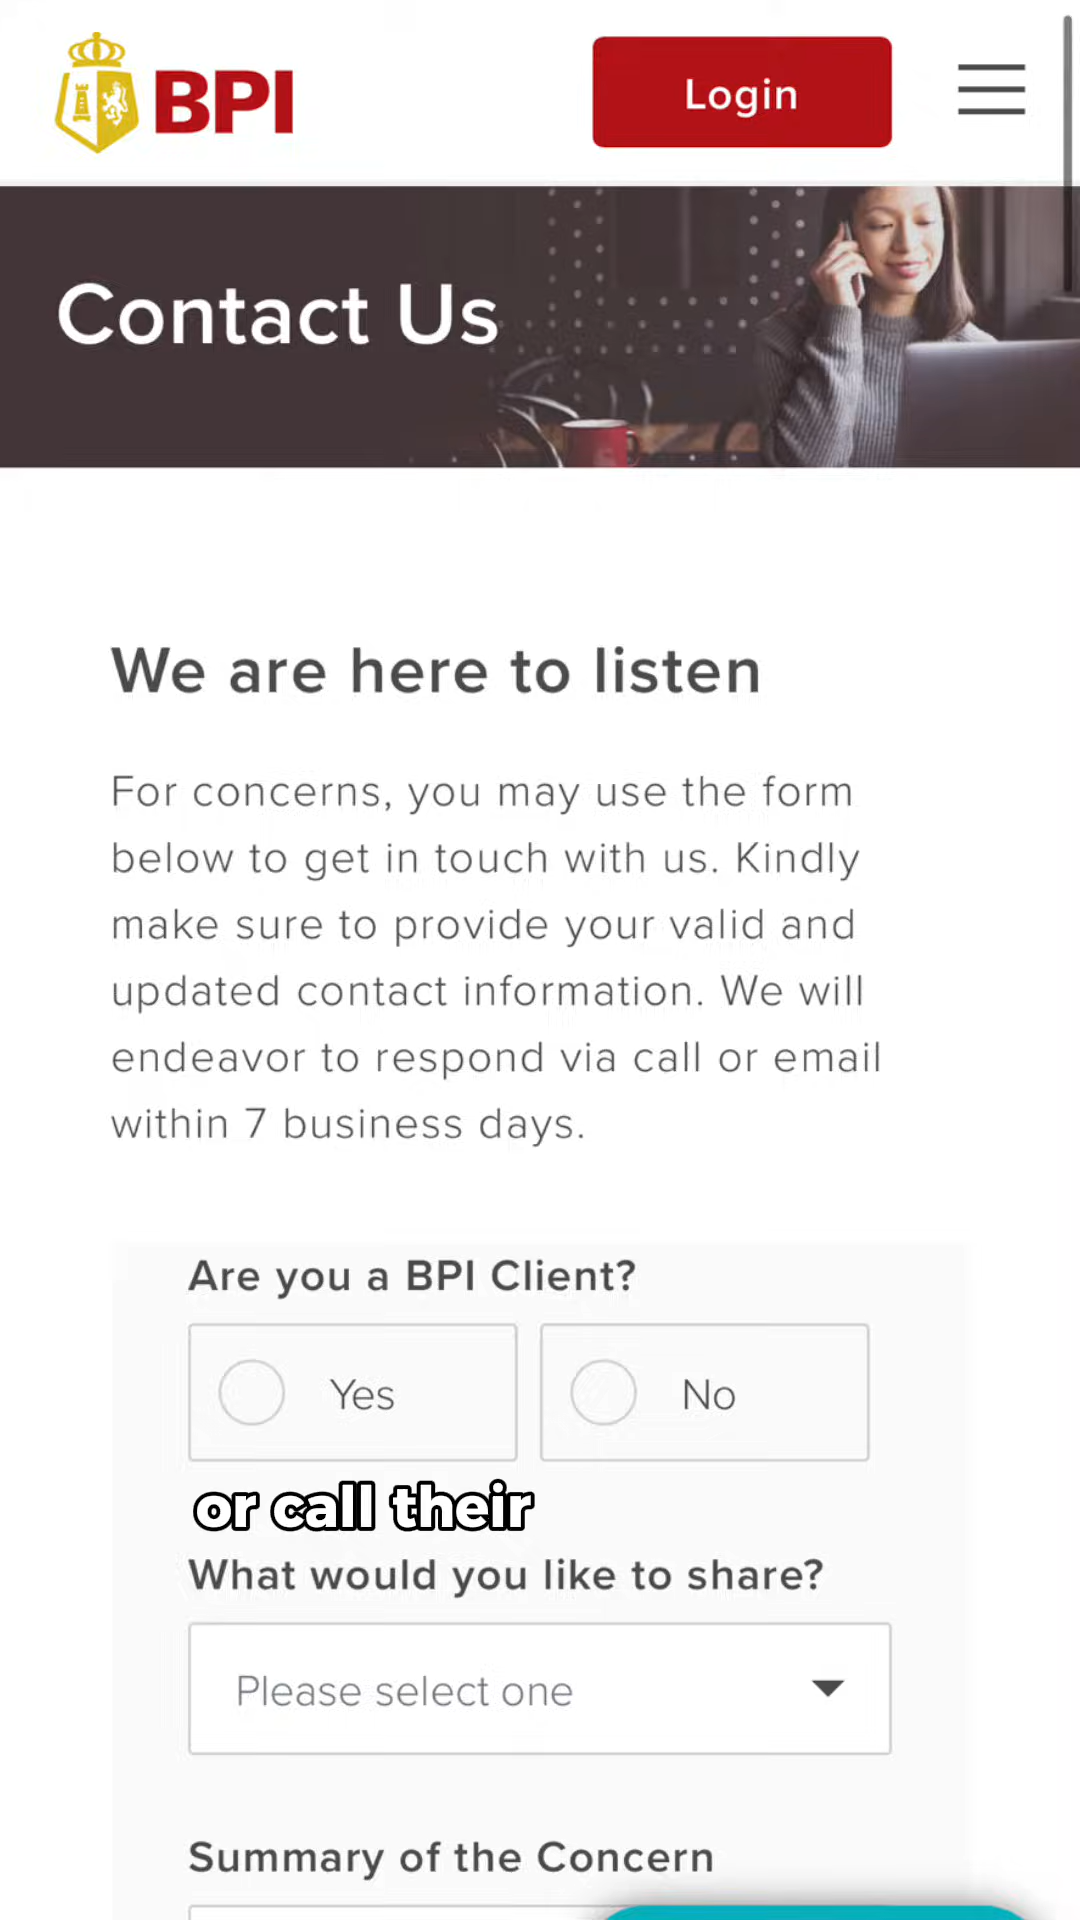 BPI
Login
Contact Us
We are here to listen
For concerns, you may use the form
below to get in touch with us. Kindly
make sure to provide your valid and
updated contact information. We will
endeavor to respond via call or email
within 7 business days.
Are you a BPI Client?
Yes
No
or call their
What would you like to share?
Please select one
Summary of the Concern